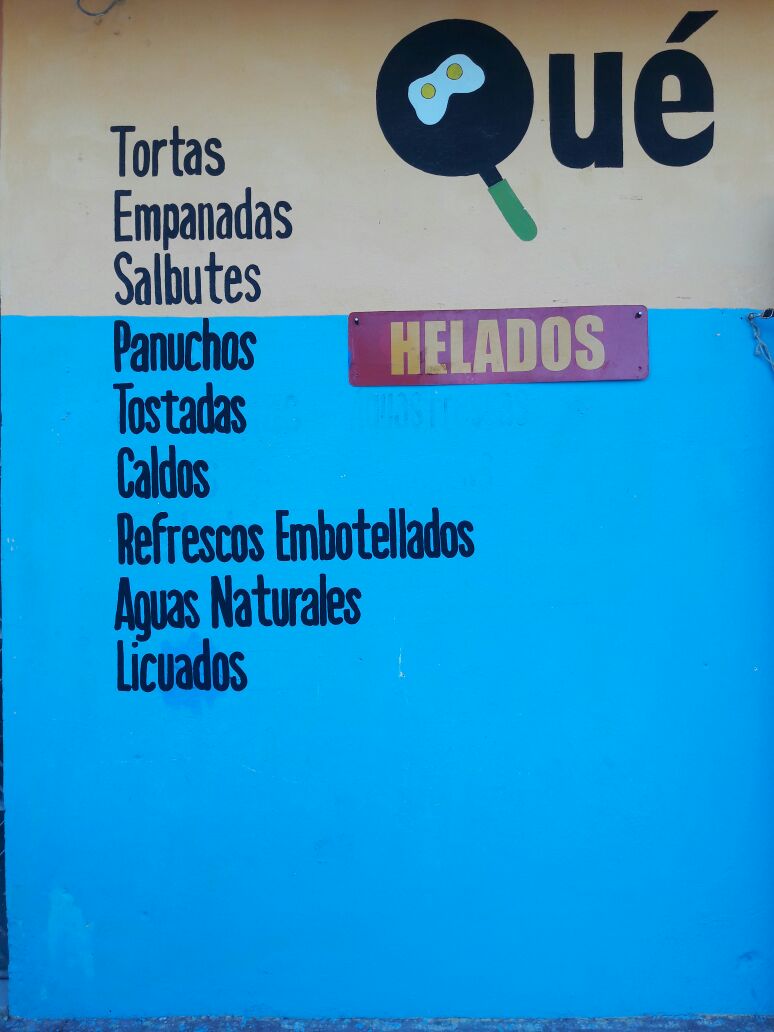 Qué
Tortas
Empanadas
Salbutes
Panuchos
HELADOS
Tostadas
Caldos
Refrescos Embotellados
Aguas Naturales
Licuados